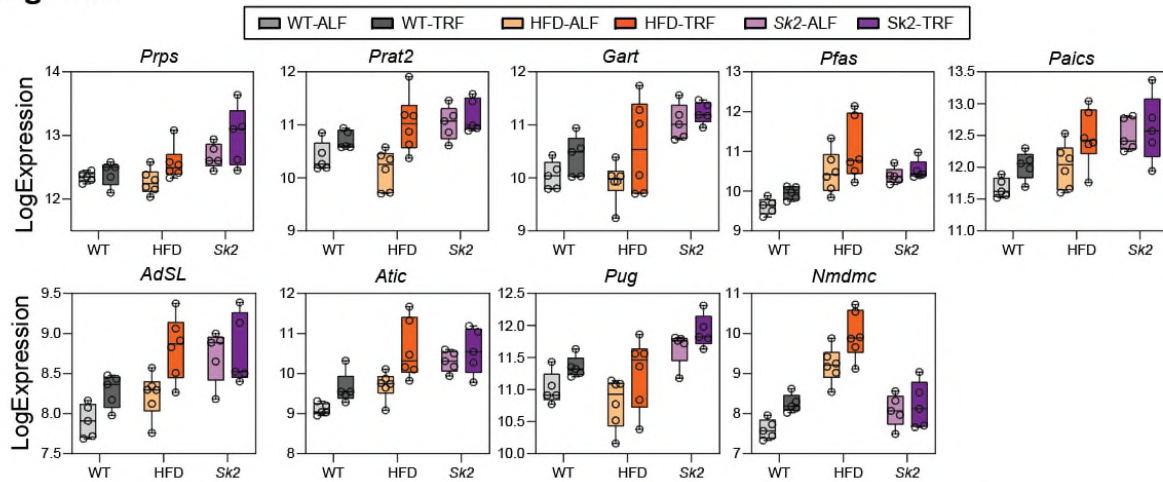 WT-ALF WT-TRF HFD-ALF HFD-TRF Sk2-ALF Sk2-TRF
Prps Prat2 Gart Pfas Paics
LogExpression
14 13 12
12 11 10 9
12 11 10 9
13 12 11 10 9
13.5 13.0 12.5 12.0 11.5 11.0
WT HFD Sk2 WT HFD Sk2 WT HFD Sk2 WT HFD Sk2 WT HFD Sk2
AdSL Atic Pug Nmdmc
LogExpression
9.5 9.0 8.5 8.0 7.5
12 11 10 9 8
12.5 12.0 11.5 11.0 10.5 10.0
11 10 9 8 7
WT HFD Sk2 WT HFD Sk2 WT HFD Sk2 WT HFD Sk2